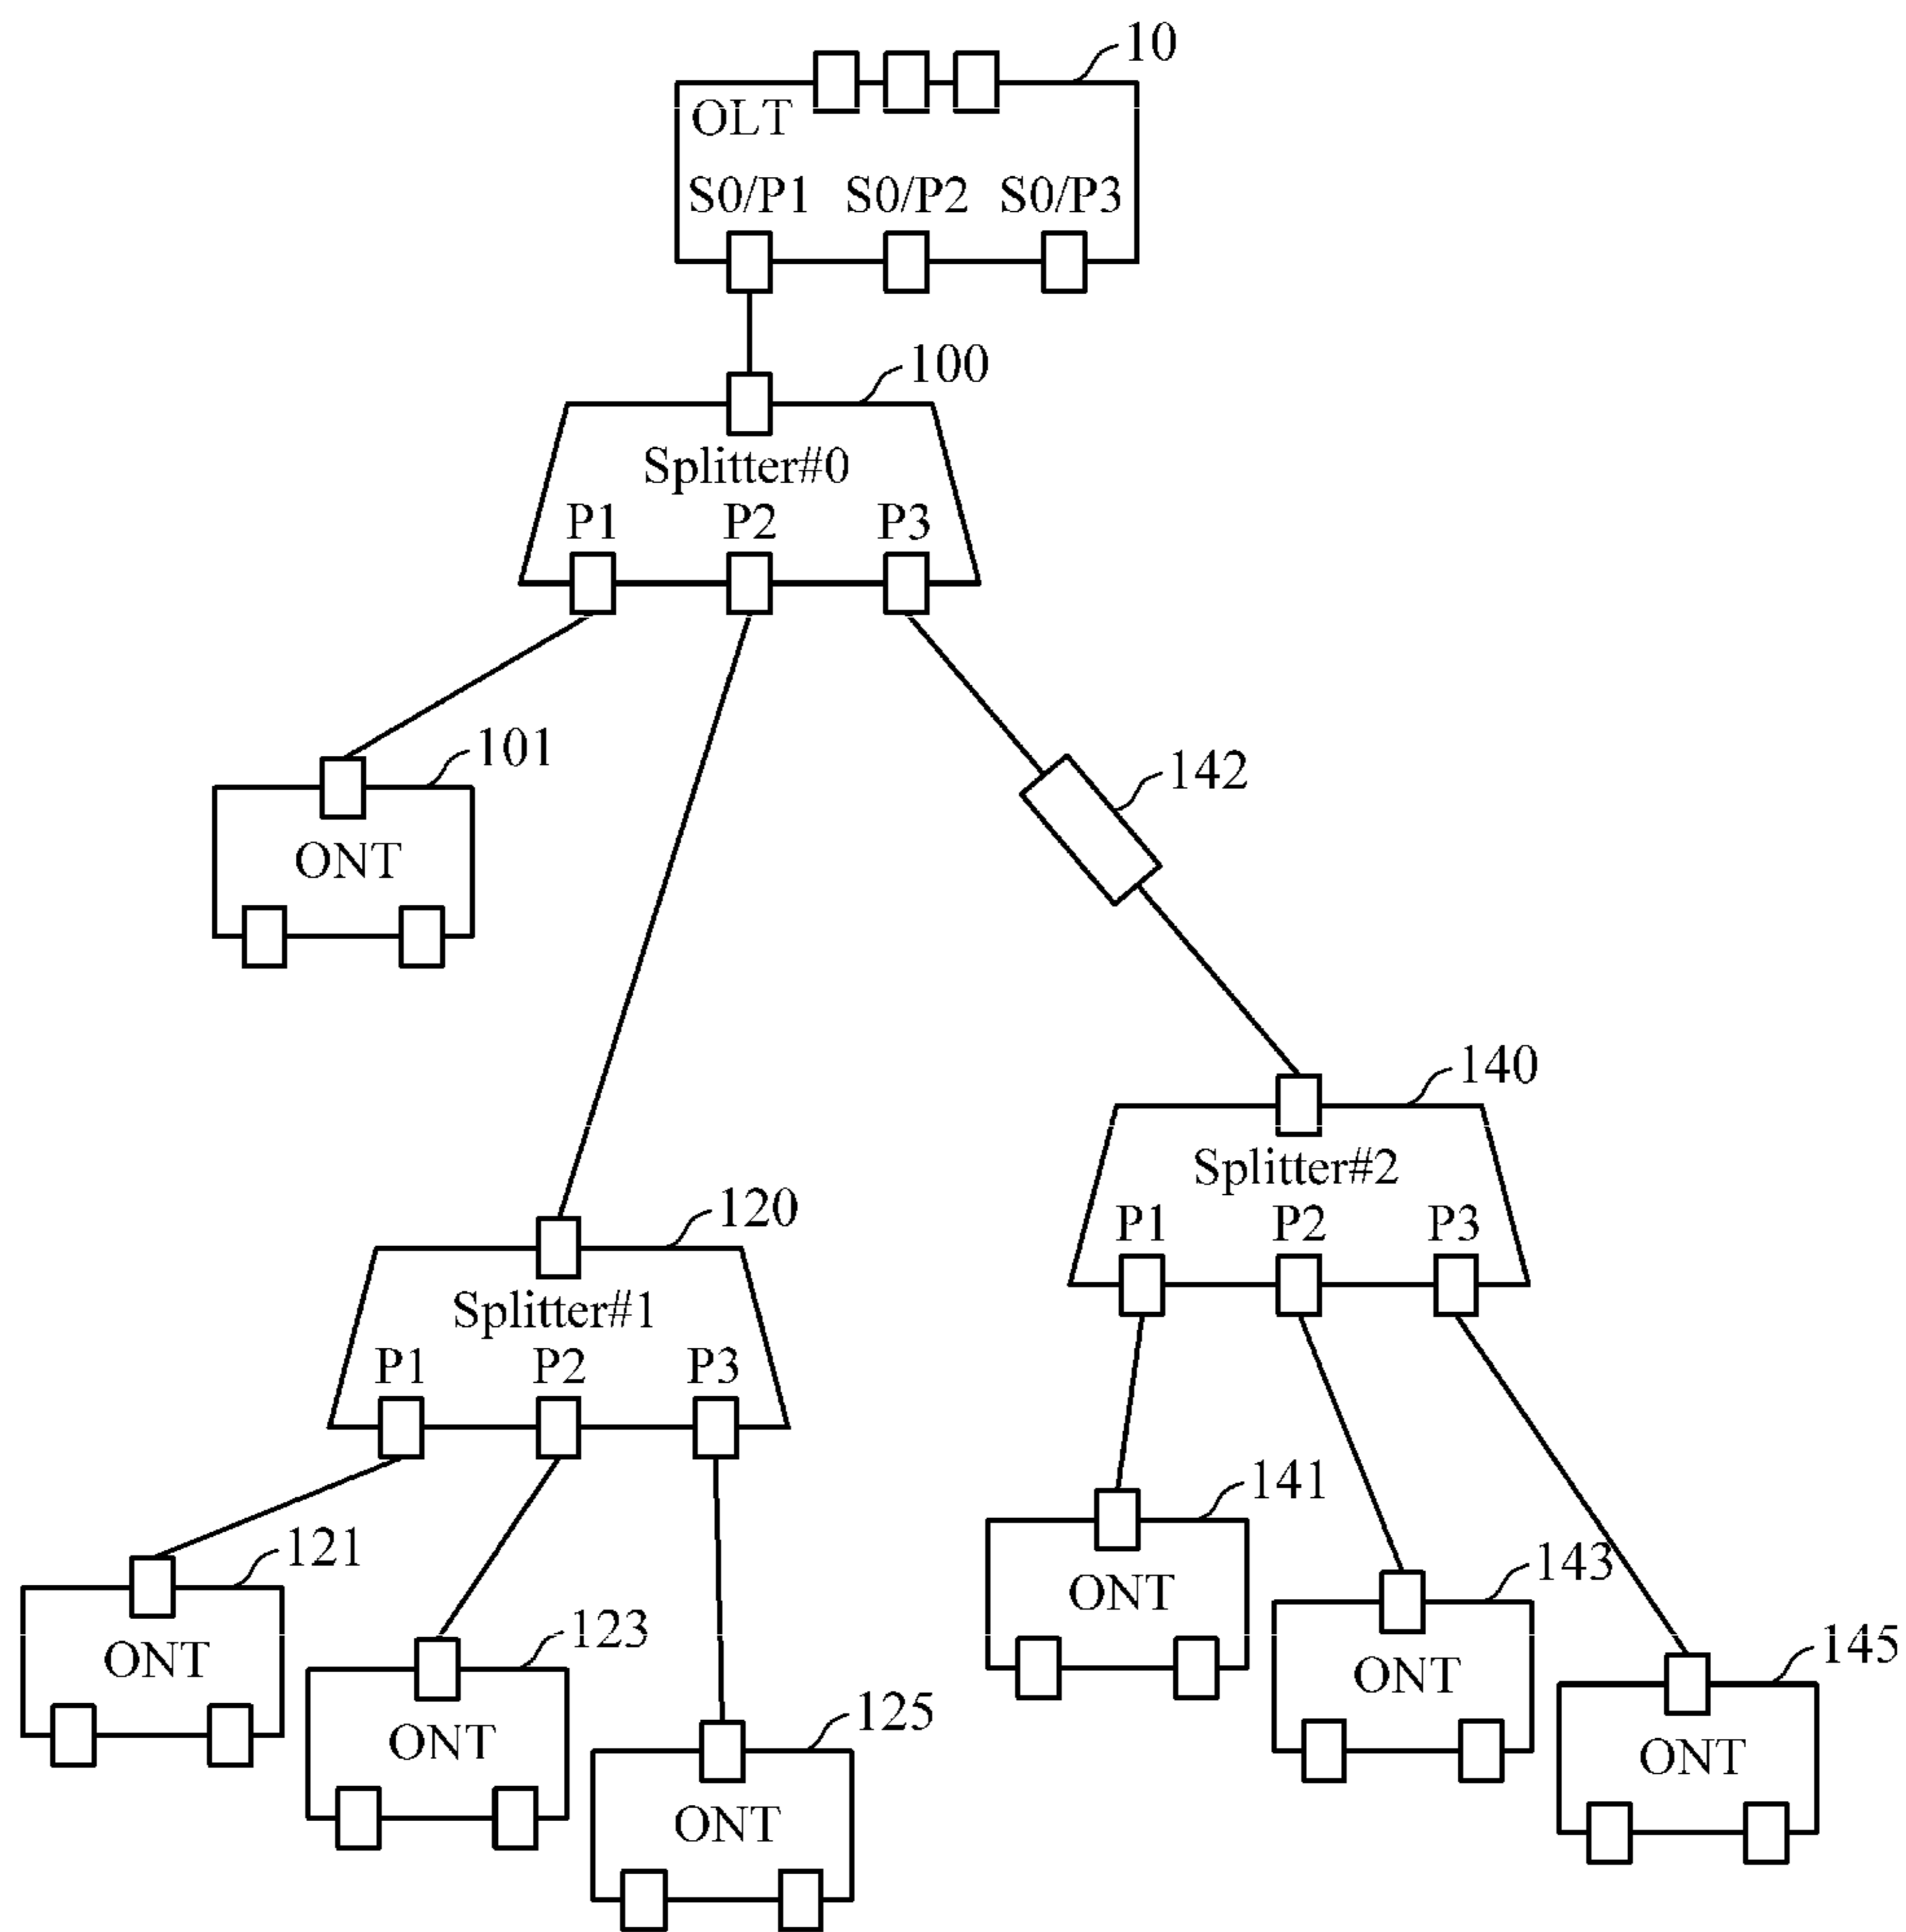 10
OLT
S0/P1 S0/P2 S0/P3
100
Splitter#0
P1 P2 P3
101
ONT
142
140
Splitter#2
P1 P2 P3
120
Splitter#1
P1 P2 P3
141
ONT
143
ONT
145
ONT
121
ONT
123
ONT
125
ONT